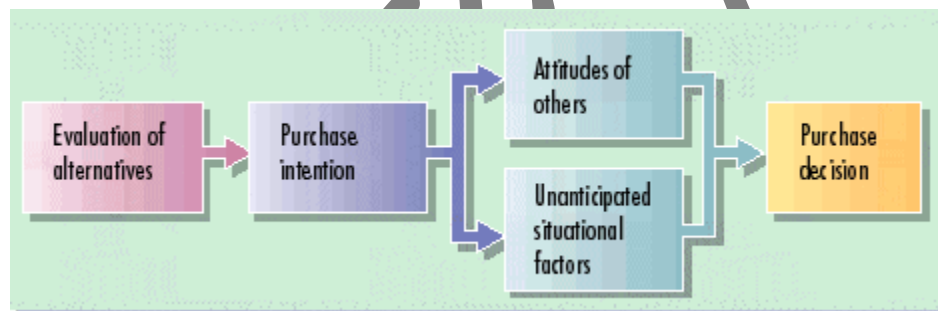 Evaluation of
alternatives
Purchase
intention
Attitudes of
others
Unanticipated
situational
factors
Purchase
decision